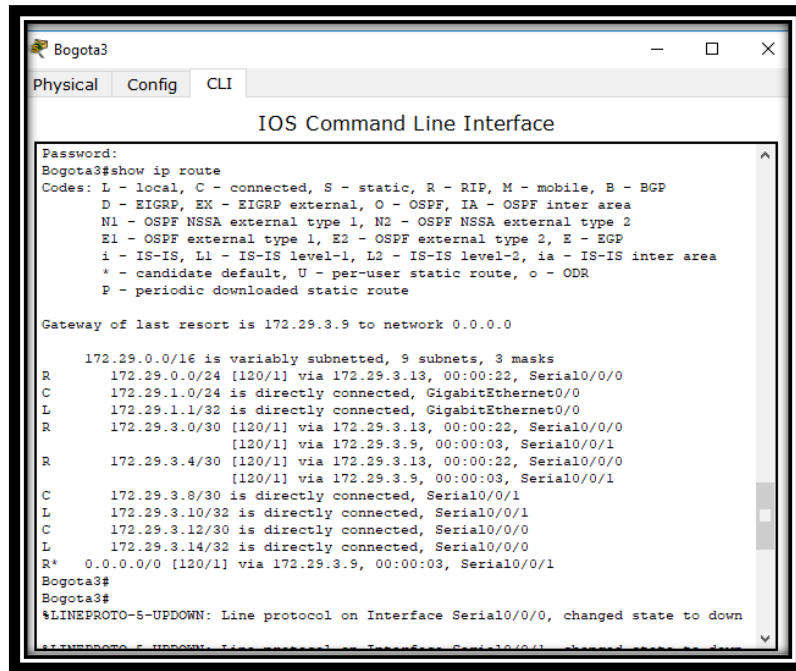 Bogota3
Physical Config CLI
IOS Command Line Interface
Password:
Bogota3#show ip route
Codes: L - local, C - connected, S - static, R - RIP, M - mobile, B - BGP
D - EIGRP, EX - EIGRP external, O - OSPF, IA - OSPF inter area
N1 - OSPF NSSA external type 1, N2 - OSPF NSSA external type 2
E1 - OSPF external type 1, E2 - OSPF external type 2, E - EGP
i - IS-IS, L1 - IS-IS level-1, L2 - IS-IS level-2, ia - IS-IS inter area
* - candidate default, U - per-user static route, o - ODR
P - periodic downloaded static route
Gateway of last resort is 172.29.3.9 to network 0.0.0.0
172.29.0.0/16 is variably subnetted, 9 subnets, 3 masks
R 172.29.0.0/24 [120/1] via 172.29.3.13, 00:00:22, Serial0/0/0
C 172.29.1.0/24 is directly connected, GigabitEthernet0/0
L 172.29.1.1/32 is directly connected, GigabitEthernet0/0
R 172.29.3.0/30 [120/1] via 172.29.3.13, 00:00:22, Serial0/0/0
[120/1] via 172.29.3.9, 00:00:03, Serial0/0/1
R 172.29.3.4/30 [120/1] via 172.29.3.13, 00:00:22, Serial0/0/0
[120/1] via 172.29.3.9, 00:00:03, Serial0/0/1
C 172.29.3.8/30 is directly connected, Serial0/0/1
L 172.29.3.10/32 is directly connected, Serial0/0/1
C 172.29.3.12/30 is directly connected, Serial0/0/0
L 172.29.3.14/32 is directly connected, Serial0/0/0
R* 0.0.0.0/0 [120/1] via 172.29.3.9, 00:00:03, Serial0/0/1
Bogota3#
Bogota3#
%LINEPROTO-5-UPDOWN: Line protocol on Interface Serial0/0/0, changed state to down
%LINEPROTO-5-UPDOWN: Line protocol on Interface Serial0/0/1, changed state to down